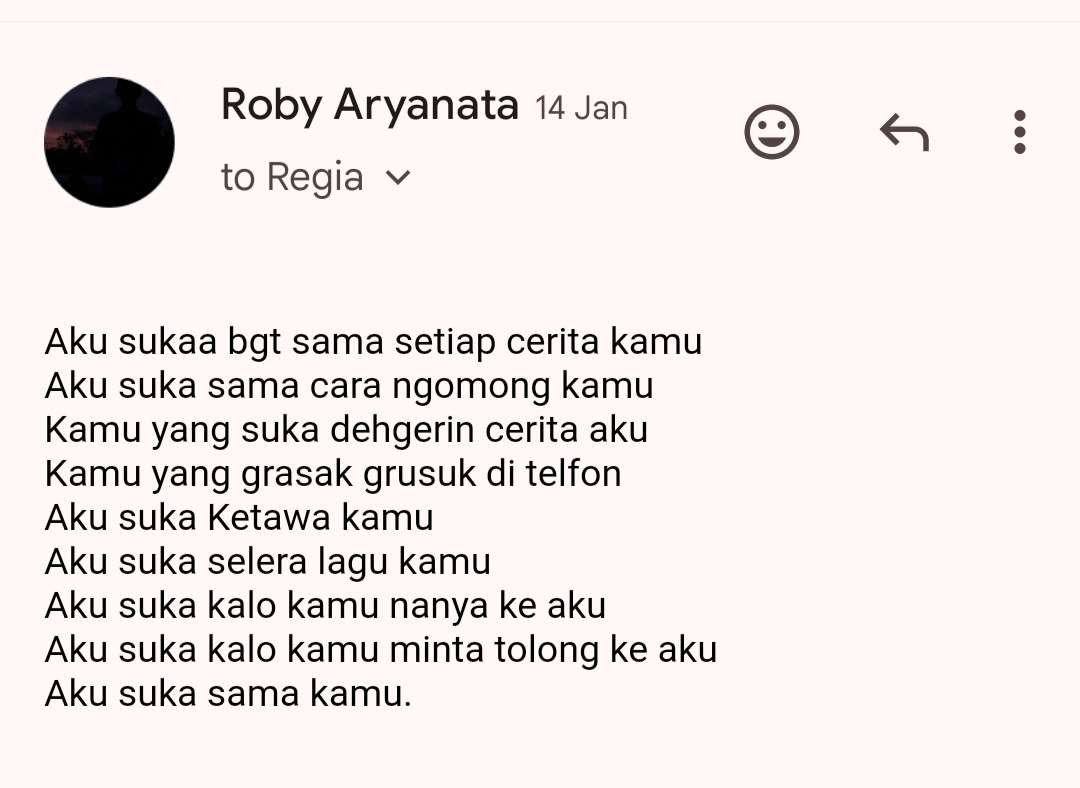 Roby Aryanata 14 Jan
to Regia
Aku sukaa bgt sama setiap cerita kamu
Aku suka sama cara ngomong kamu
Kamu yang suka dehgerin cerita aku
Kamu yang grasak grusuk di telfon
Aku suka Ketawa kamu
Aku suka selera lagu kamu
Aku suka kalo kamu nanya ke aku
Aku suka kalo kamu minta tolong ke aku
Aku suka sama kamu.